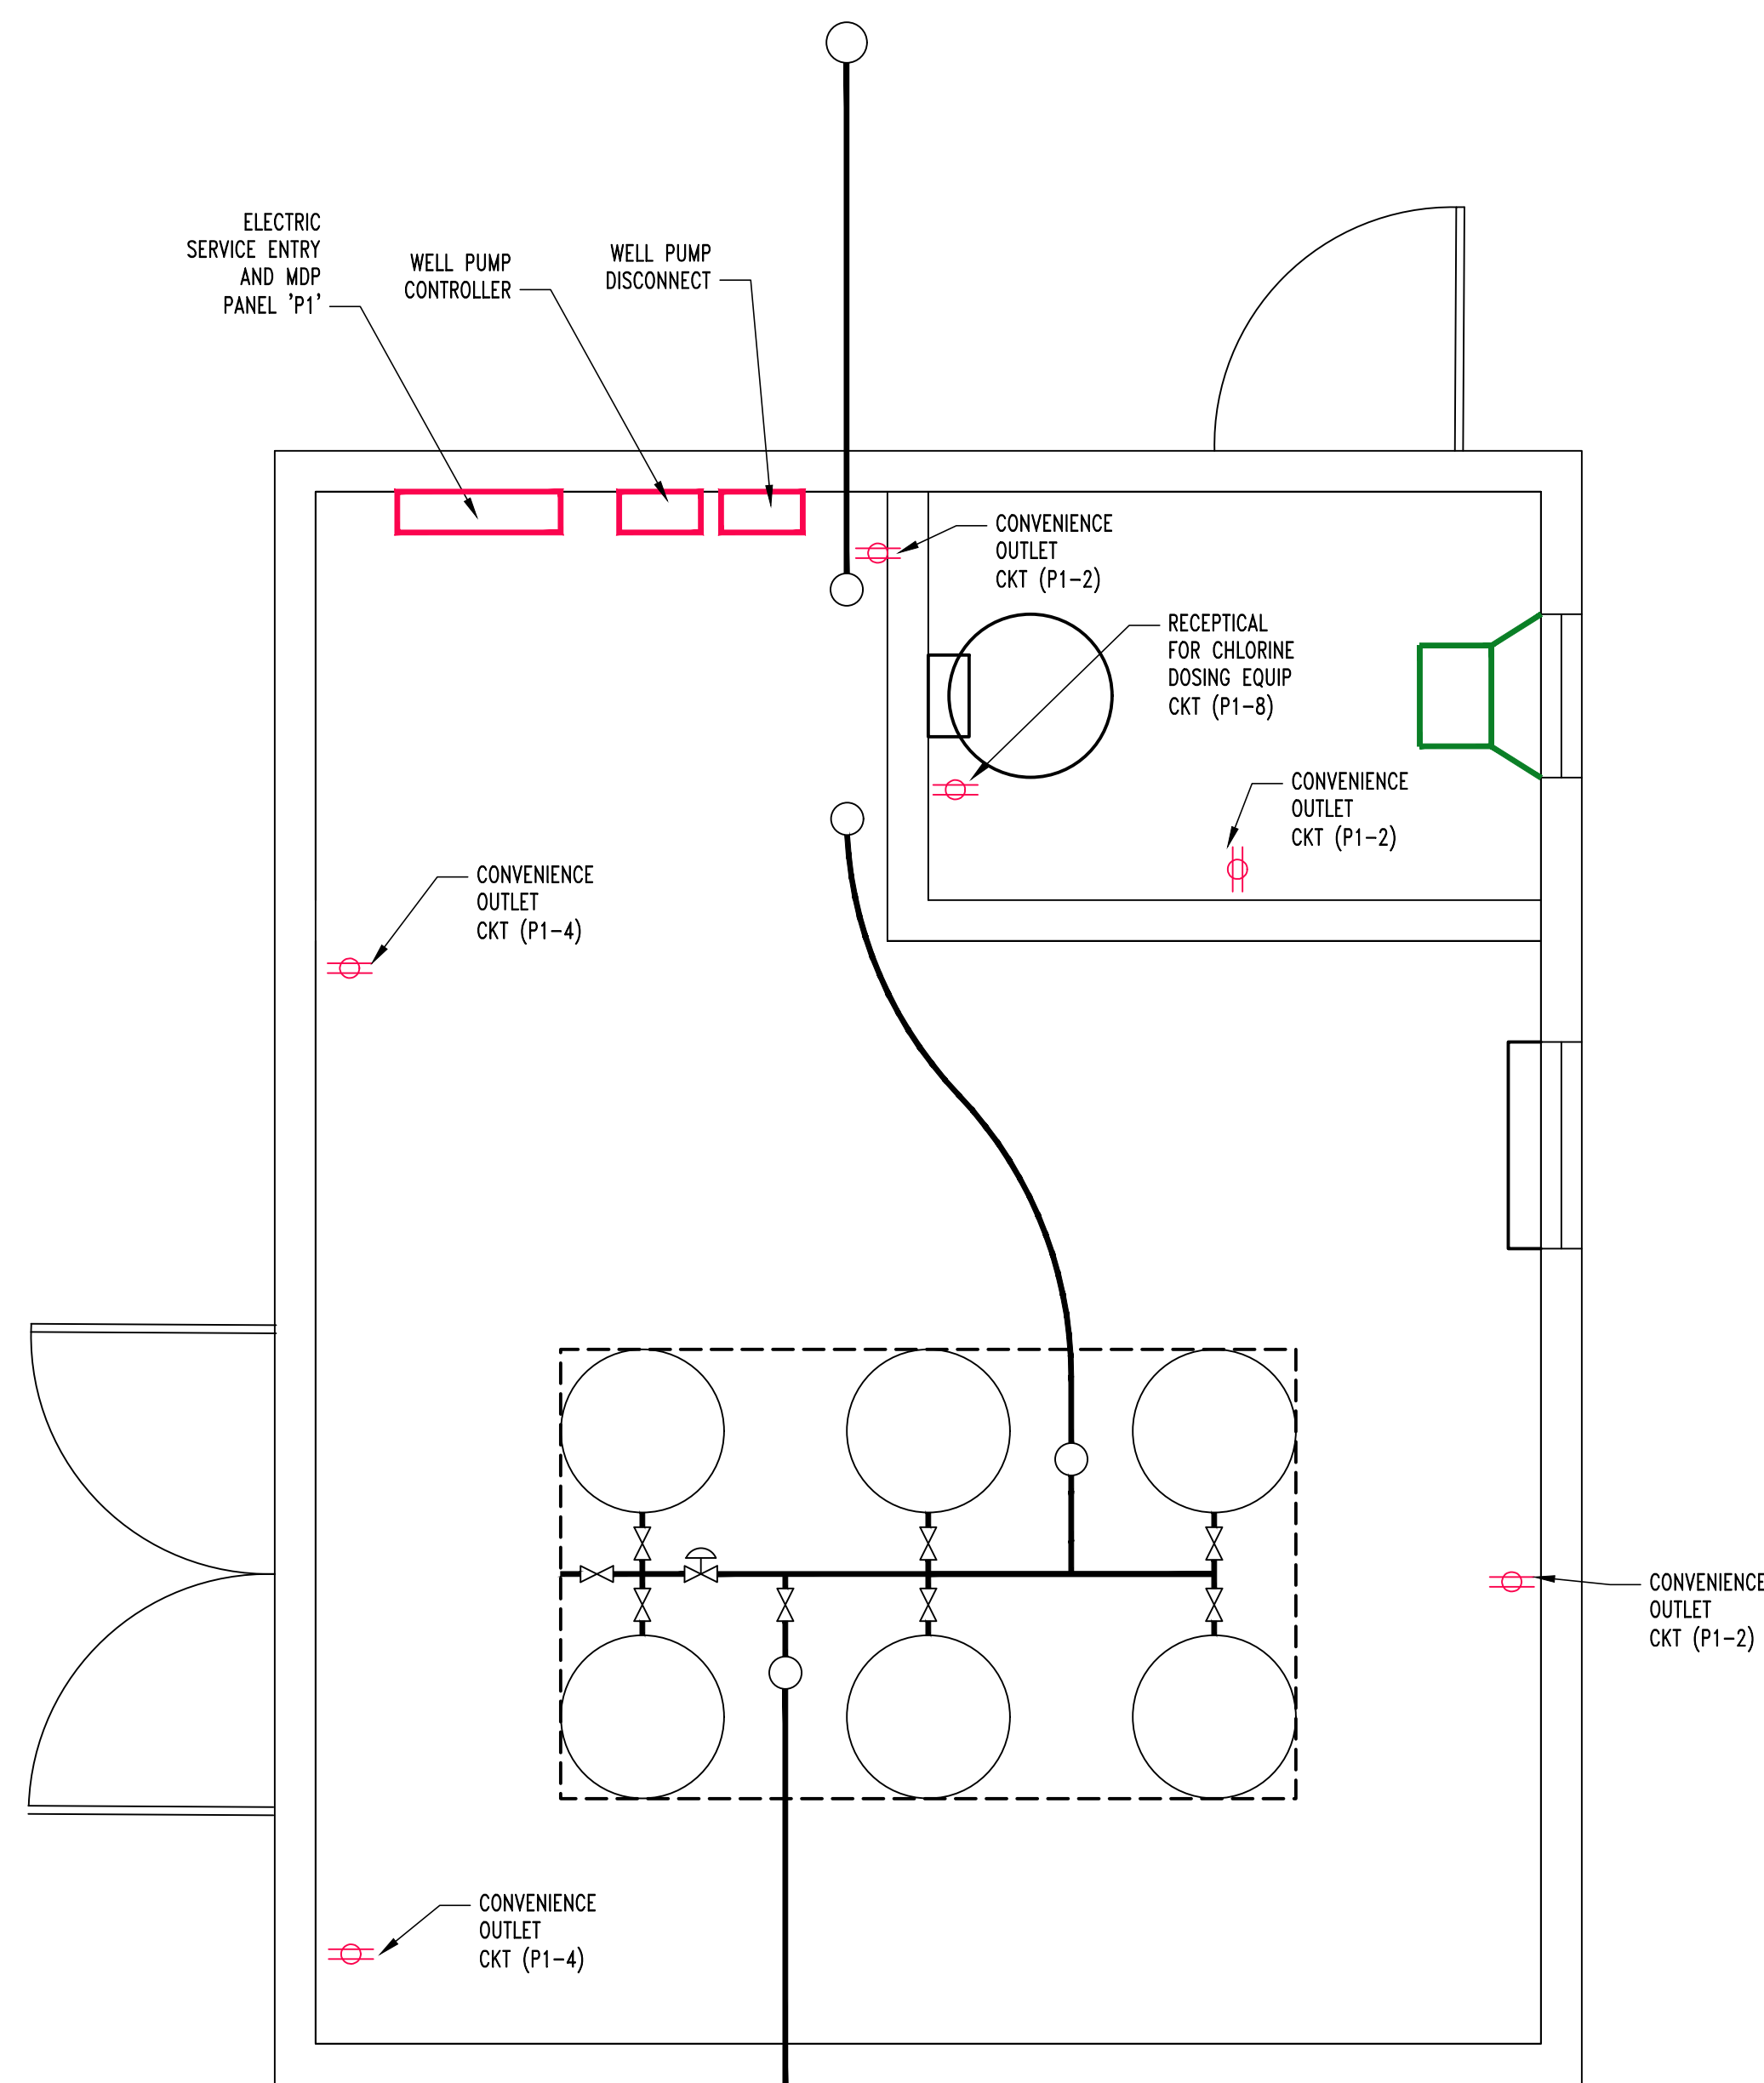 ELECTRIC
SERVICE ENTRY
AND MDP
PANEL 'P1'
WELL PUMP
CONTROLLER
WELL PUMP
DISCONNECT
CONVENIENCE
OUTLET
CKT (P1-2)
RECEPTICAL
FOR CHLORINE
DOSING EQUIP
CKT (P1-8)
CONVENIENCE
OUTLET
CKT (P1-2)
CONVENIENCE
OUTLET
CKT (P1-4)
CONVENIENCE
OUTLET
CKT (P1-2)
CONVENIENCE
OUTLET
CKT (P1-4)